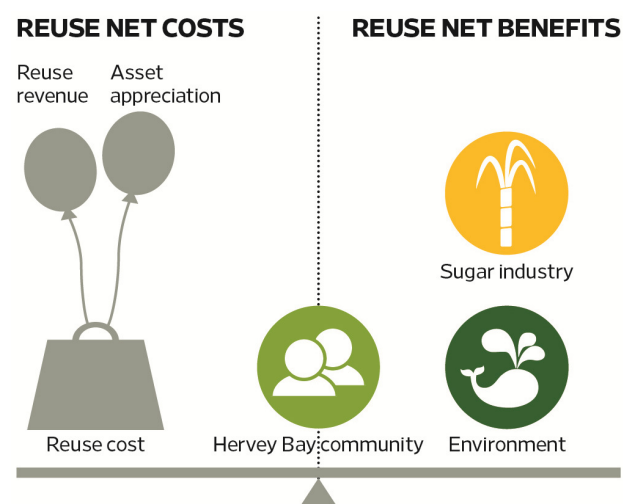 REUSE NET COSTS
REUSE NET BENEFITS
Reuse
revenue
Asset
appreciation
Sugar industry
Reuse cost
Hervey Bay community
Environment